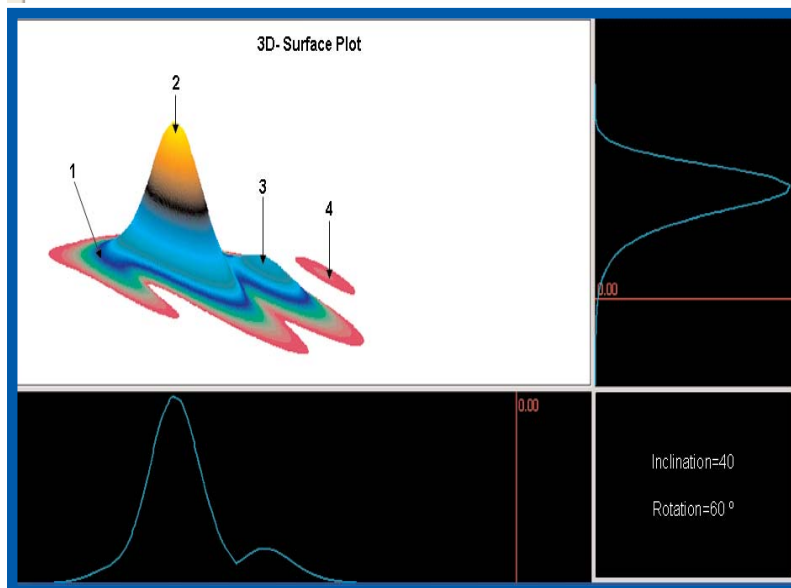 3D- Surface Plot
2
1
3
4
0.00
0.00
Inclination=40
Rotation=60 º